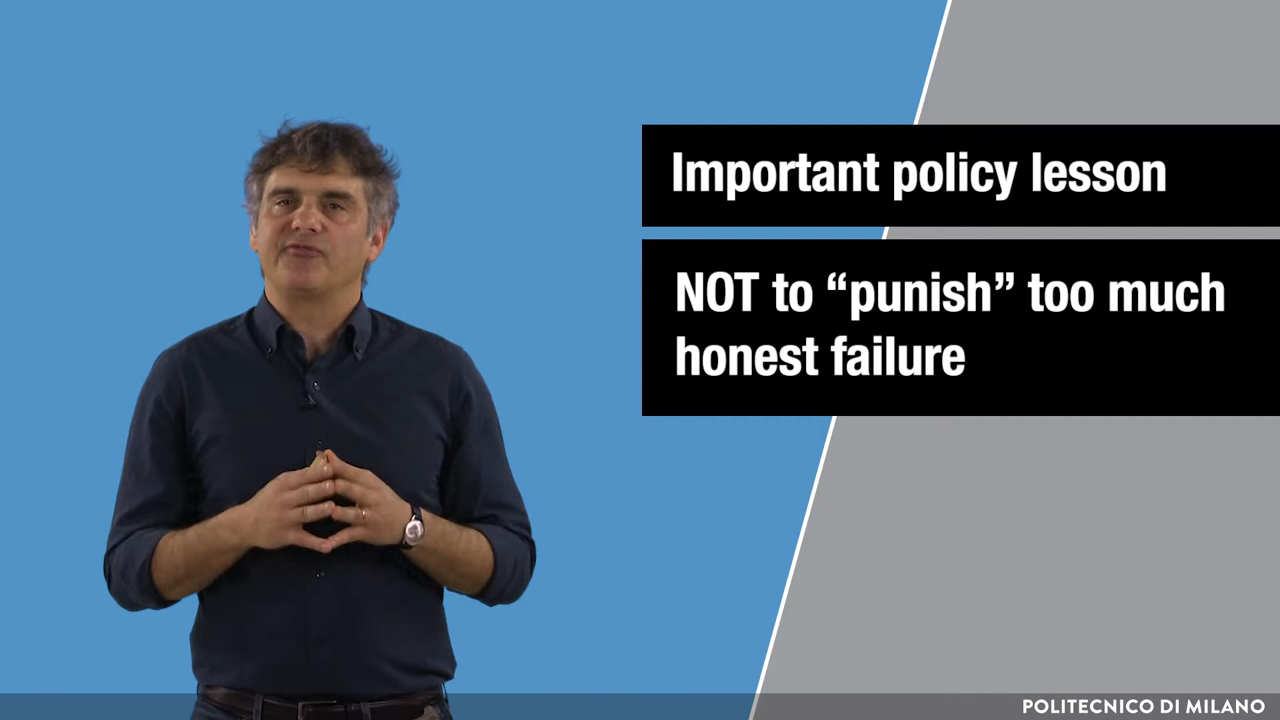 Important policy lesson
NOT to “punish” too much
honest failure
POLITECNICO DI MILANO